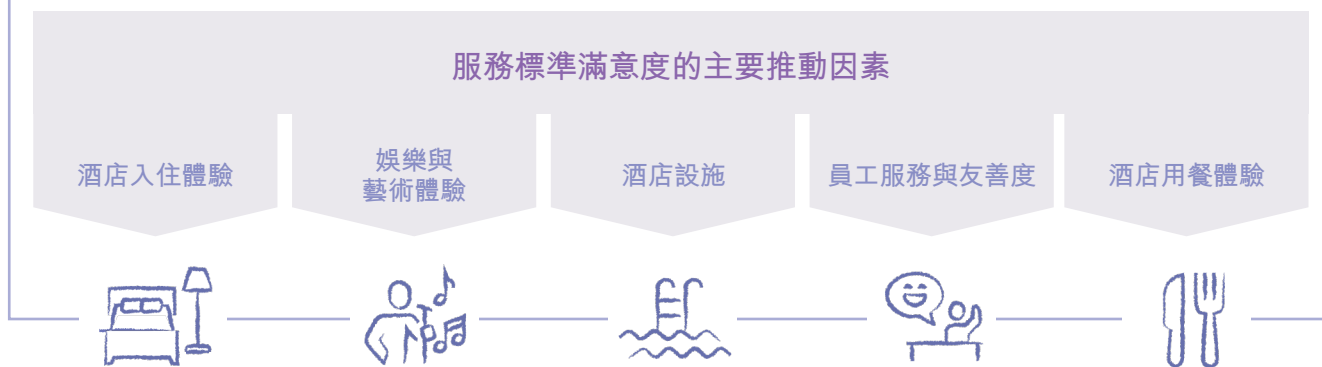 服務標準滿意度的主要推動因素
酒店入住體驗
娛樂與
藝術體驗
酒店設施
員工服務與友善度
酒店用餐體驗